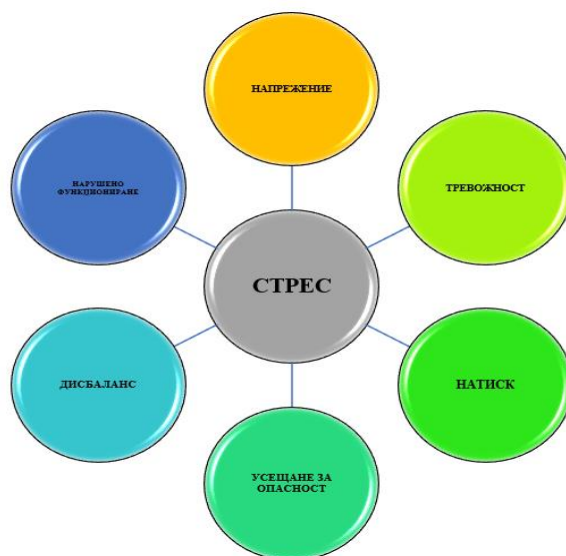 НАПРЕЖЕНИЕ
ТРЕВОЖНОСТ
НАТИСК
УСЕЩАНЕ ЗА
ОПАСНОСТ
ДИСБАЛАНС
НАРУШЕНО
ФУНКЦИОНИРАНЕ
СТРЕС